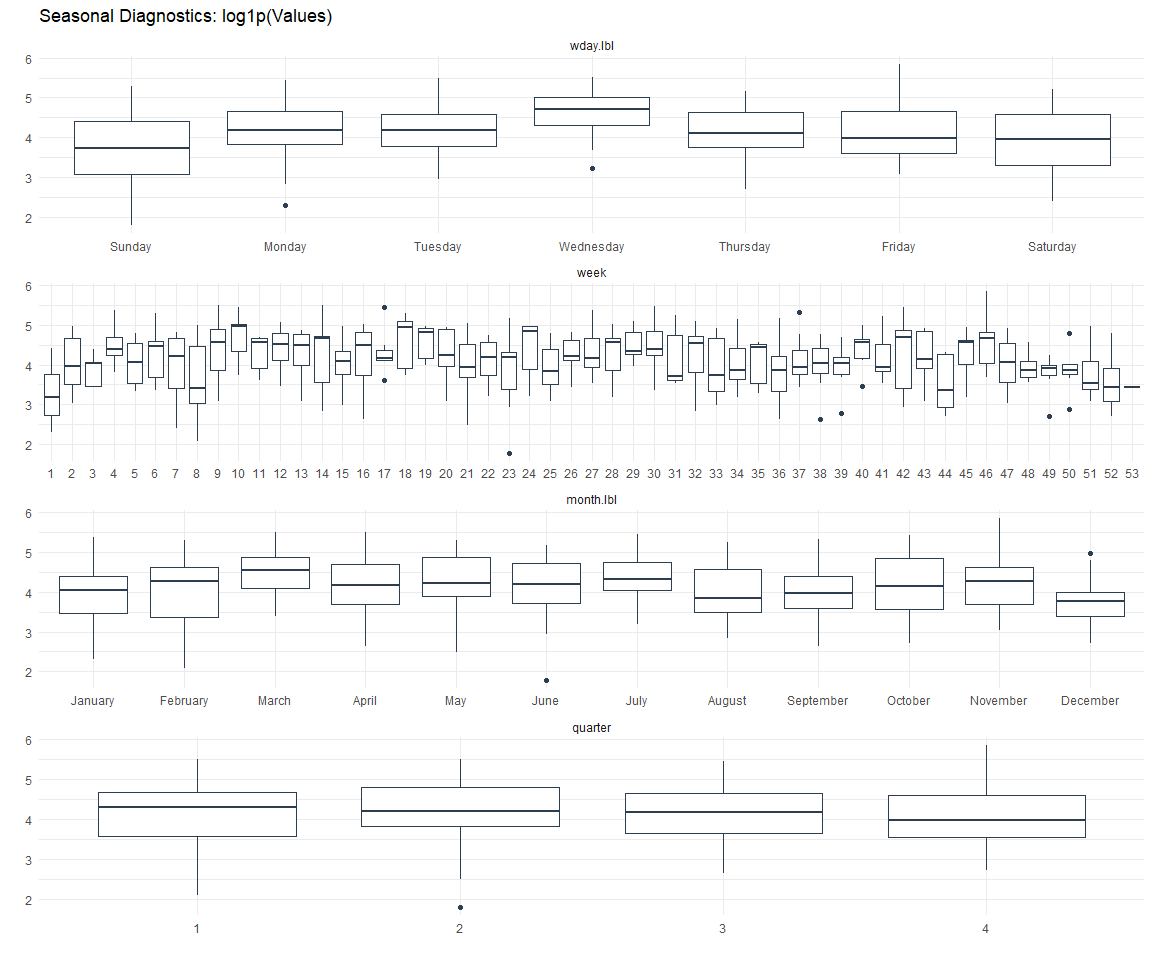 Seasonal Diagnostics: log1p(Values)
wday.lbl
6
5
4
3
2
Sunday Monday Tuesday Wednesday Thursday Friday Saturday
week
6
5
4
3
2
1 2 3 4 5 6 7 8 9 10 11 12 13 14 15 16 17 18 19 20 21 22 23 24 25 26 27 28 29 30 31 32 33 34 35 36 37 38 39 40 41 42 43 44 45 46 47 48 49 50 51 52 53
month.lbl
6
5
4
3
2
January February March April May June July August September October November December
quarter
6
5
4
3
2
1 2 3 4